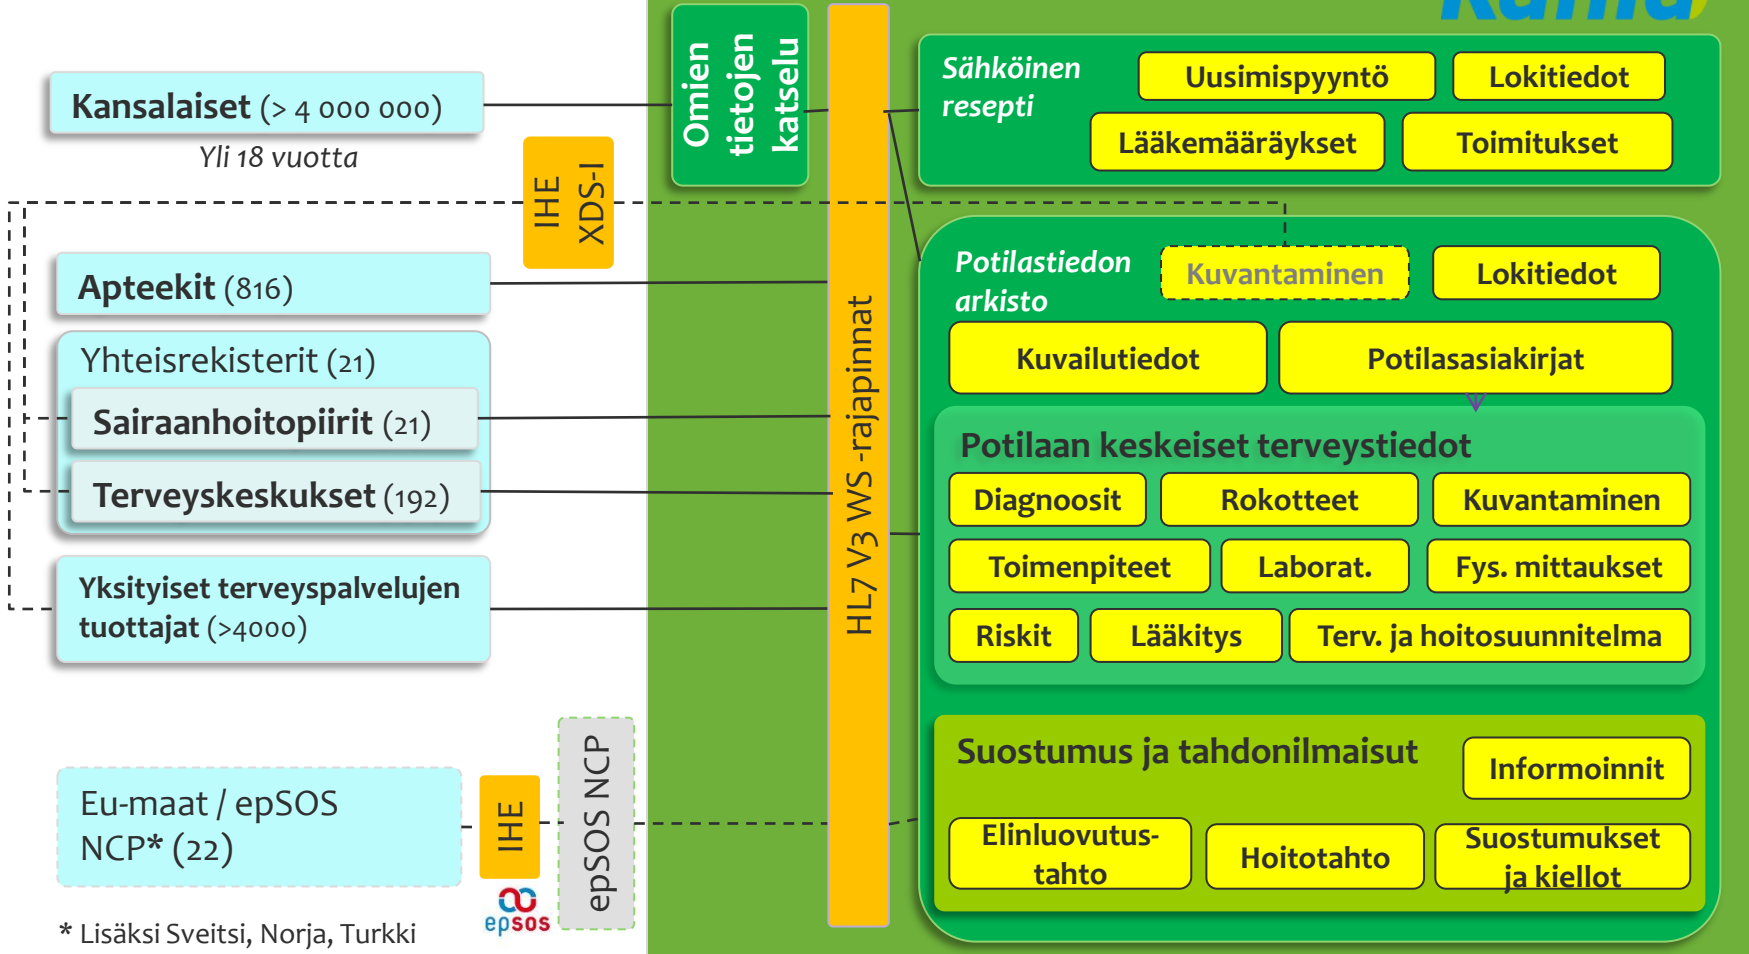 Kansalaiset (> 4 000 000)
Yli 18 vuotta
IHE
XDS-I
Apteekit (816)
Yhteisrekisterit (21)
Sairaanhoitopiirit (21)
Terveyskeskukset (192)
Yksityiset terveyspalvelujen
tuottajat (>4000)
Eu-maat / epSOS
NCP* (22)
IHE
epsos
epSOS NCP
* Lisäksi Sveitsi, Norja, Turkki
Omien
tietojen
katselu
HL7 V3 WS -rajapinnat
Sähköinen
resepti
Uusimispyyntö
Lokitiedot
Lääkemääräykset
Toimitukset
Potilastiedon
arkisto
Kuvantaminen
Lokitiedot
Kuvailutiedot
Potilasasiakirjat
Potilaan keskeiset terveystiedot
Diagnoosit
Rokotteet
Kuvantaminen
Toimenpiteet
Laborat.
Fys. mittaukset
Riskit
Lääkitys
Terv. ja hoitosuunnitelma
Suostumus ja tahdonilmaisut
Informoinnit
Elinluovutus-
tahto
Hoitotahto
Suostumukset
ja kiellot